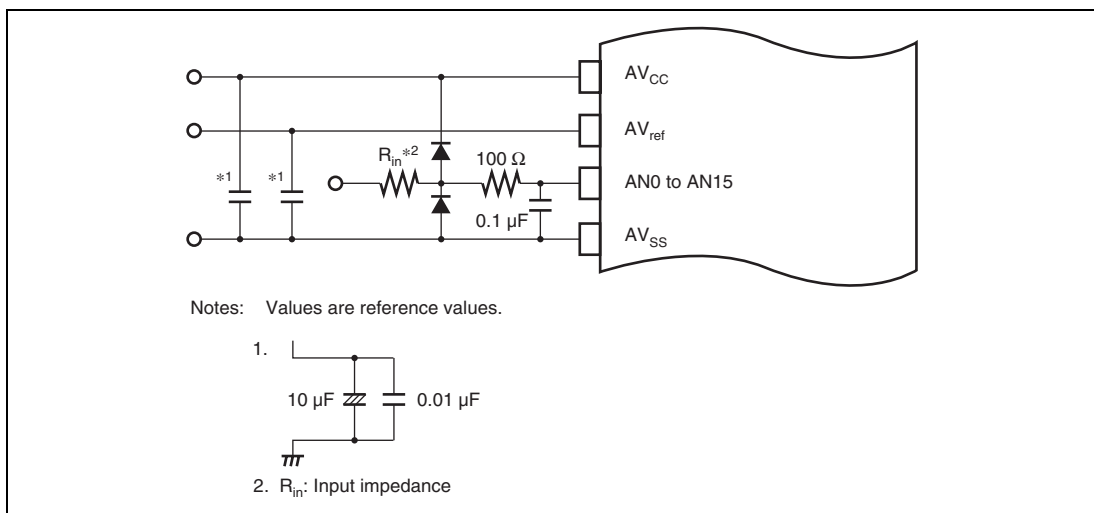 AVCC
AVref
Rin*2
100 Ω
*1
*1
AN0 to AN15
0.1 µF
AVSS
Notes: Values are reference values.
1.
10 µF
0.01 µF
2. Rin: Input impedance